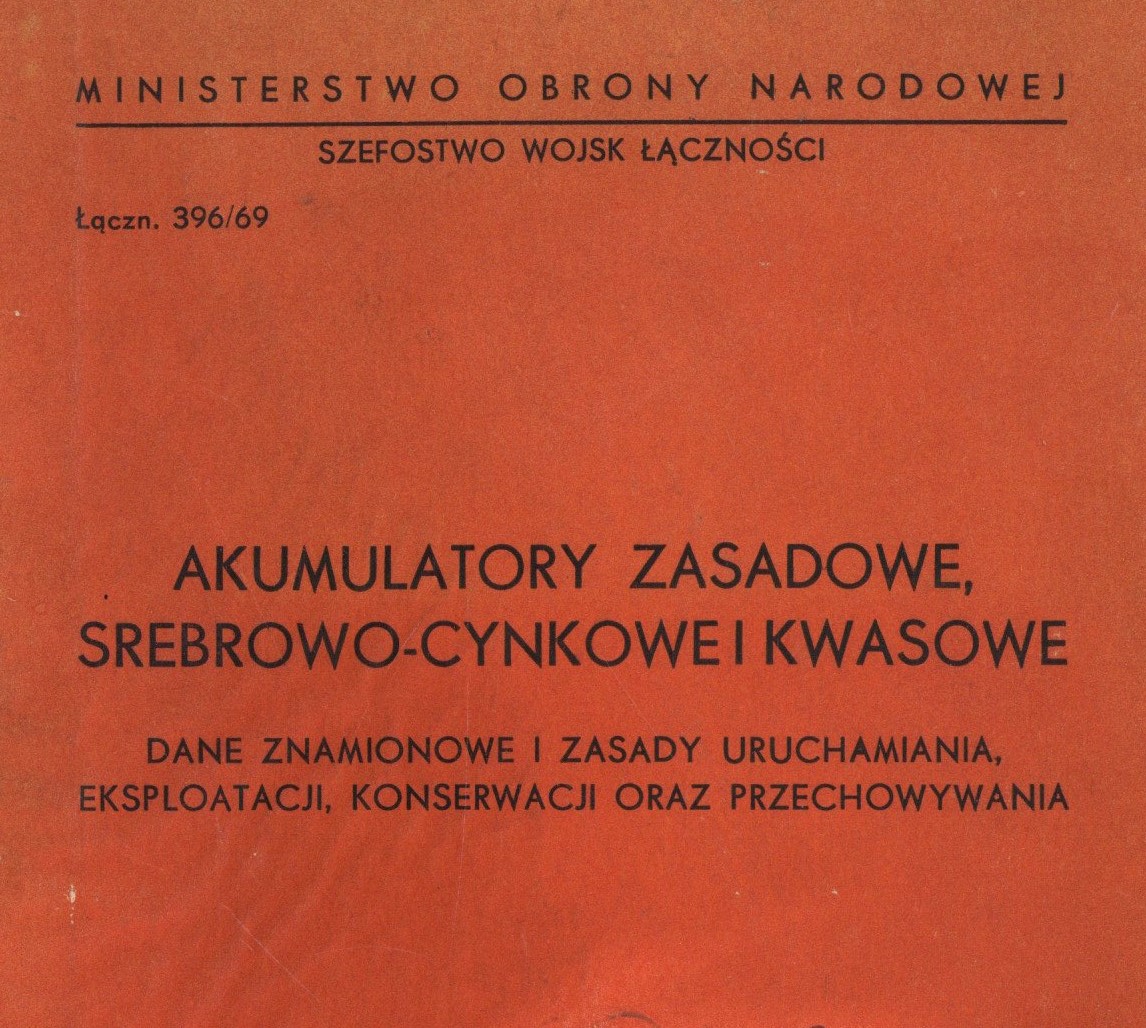 MINISTERSTWO OBRONY NARODOWEJ
SZEFOSTWO WOJSK ŁĄCZNOŚCI
Łączn. 396/69
AKUMULATORY ZASADOWE,
SREBROWO-CYNKOWE I KWASOWE
DANE ZNAMIONOWE I ZASADY URUCHAMIANIA,
EKSPLOATACJI, KONSERWACJI ORAZ PRZECHOWYWANIA